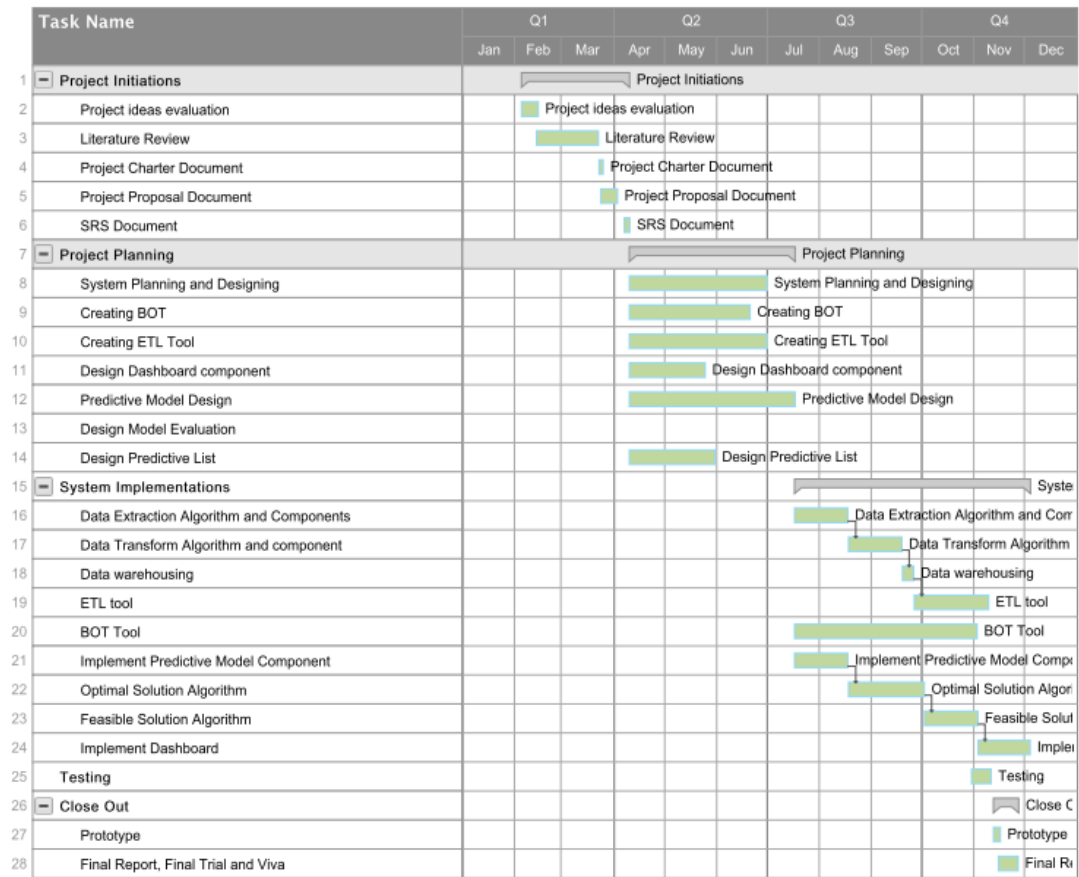 Task Name Q1 Q2 Q3 Q4
Jan Feb Mar Apr May Jun Jul Aug Sep Oct Nov Dec
1 Project Initiations Project Initiations
2 Project ideas evaluation Project ideas evaluation
3 Literature Review Literature Review
4 Project Charter Document Project Charter Document
5 Project Proposal Document Project Proposal Document
6 SRS Document SRS Document
7 Project Planning Project Planning
8 System Planning and Designing System Planning and Designing
9 Creating BOT Creating BOT
10 Creating ETL Tool Creating ETL Tool
11 Design Dashboard component Design Dashboard component
12 Predictive Model Design Predictive Model Design
13 Design Model Evaluation
14 Design Predictive List Design Predictive List
15 System Implementations Syste
16 Data Extraction Algorithm and Components Data Extraction Algorithm and Com
17 Data Transform Algorithm and component Data Transform Algorithm
18 Data warehousing Data warehousing
19 ETL tool ETL tool
20 BOT Tool BOT Tool
21 Implement Predictive Model Component Implement Predictive Model Compo
22 Optimal Solution Algorithm Optimal Solution Algori
23 Feasible Solution Algorithm Feasible Solut
24 Implement Dashboard Imple
25 Testing Testing
26 Close Out Close O
27 Prototype Prototype
28 Final Report, Final Trial and Viva Final Re